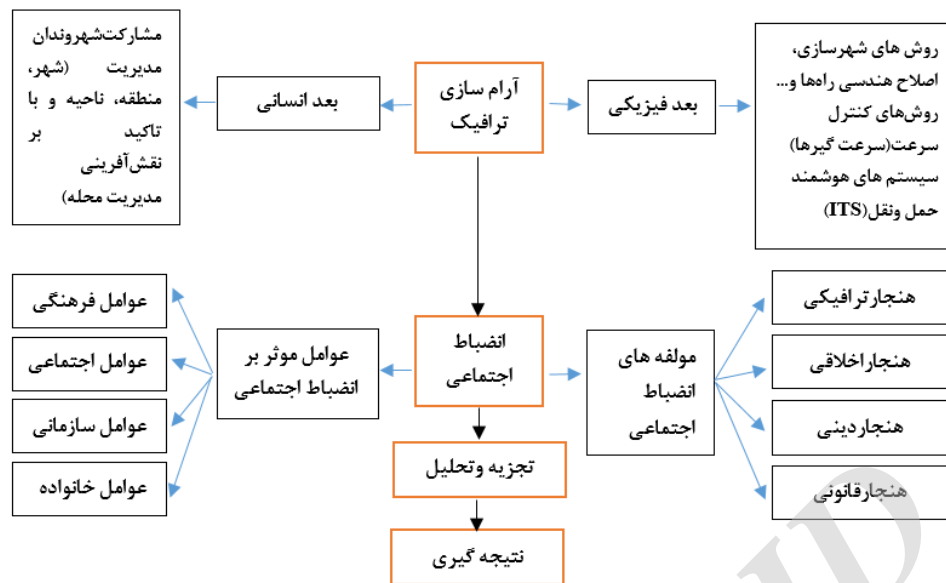 روش های شهرسازی،
اصلاح هندسی راه‌ها و...
روش‌های کنترل
سرعت(سرعت گیرها)
سیستم های هوشمند
حمل ونقل(ITS)
بعد فیزیکی
آرام سازی
ترافیک
بعد انسانی
مشارکت‌شهروندان
مدیریت (شهر،
منطقه، ناحیه و با
تاکید بر
نقش‌آفرینی
مدیریت محله)
هنجارترافیکی
هنجاراخلاقی
هنجاردینی
هنجارقانونی
مولفه های
انضباط
اجتماعی
انضباط
اجتماعی
عوامل موثر بر
انضباط اجتماعی
عوامل فرهنگی
عوامل اجتماعی
عوامل سازمانی
عوامل خانواده
تجزیه وتحلیل
نتیجه گیری